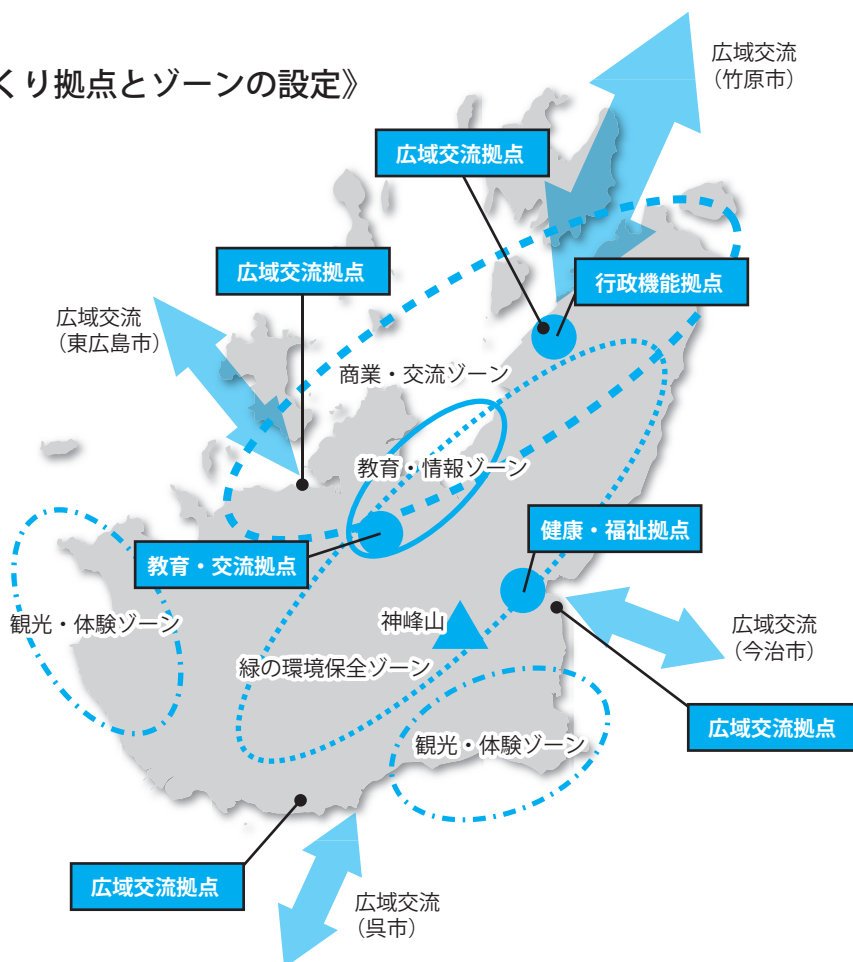 くり拠点とゾーンの設定》
広域交流
（竹原市）
広域交流拠点
広域交流拠点
行政機能拠点
広域交流
（東広島市）
商業・交流ゾーン
教育・情報ゾーン
健康・福祉拠点
教育・交流拠点
観光・体験ゾーン
神峰山
広域交流
（今治市）
緑の環境保全ゾーン
広域交流拠点
観光・体験ゾーン
広域交流拠点
広域交流
（呉市）